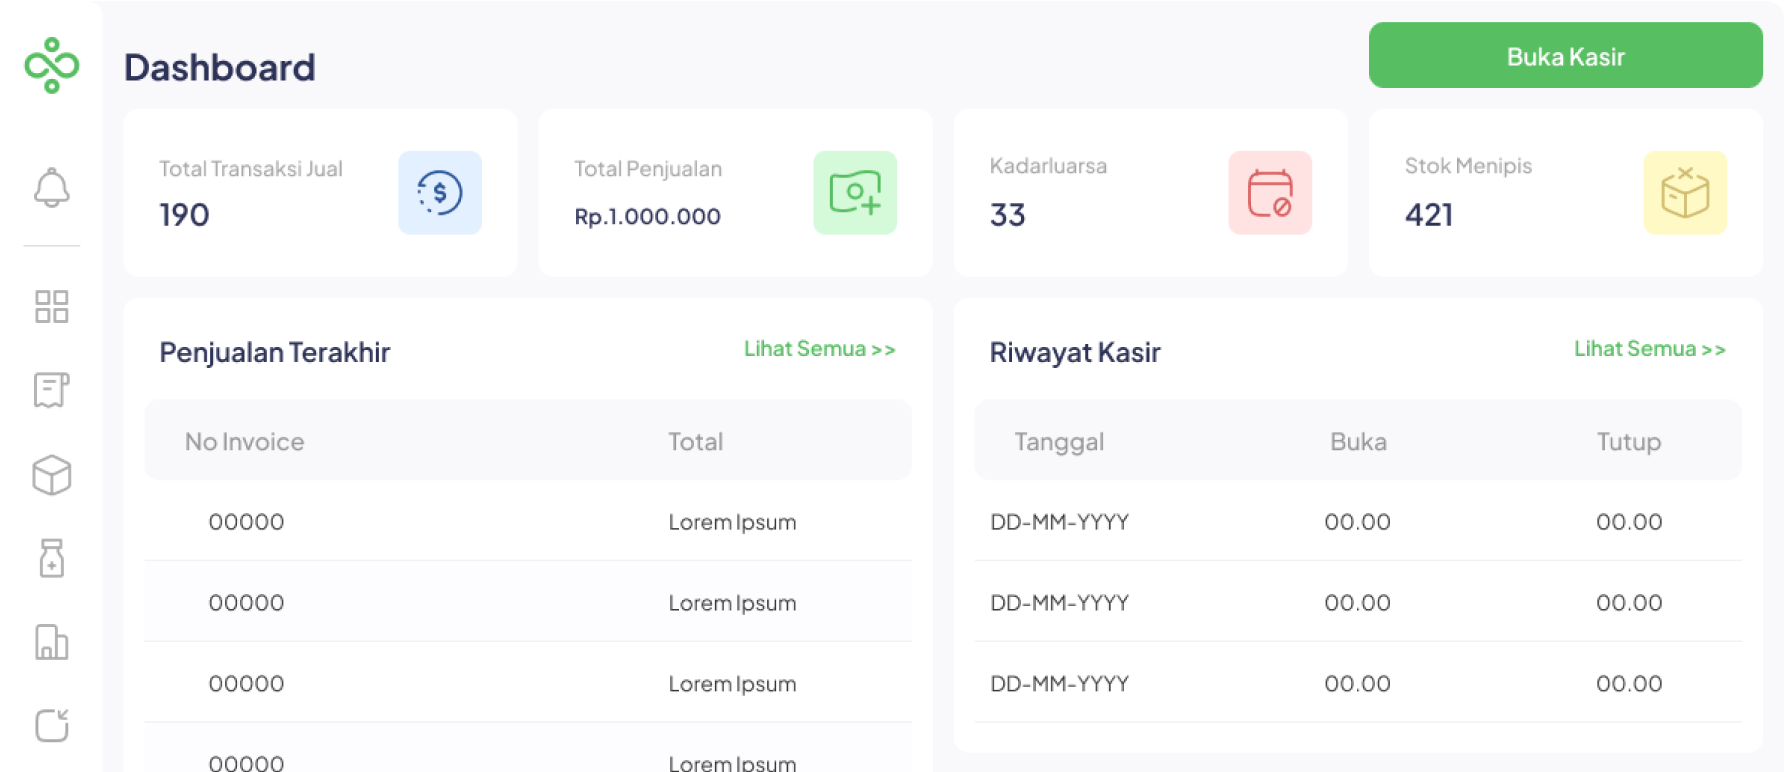 Dashboard
Buka Kasir
Total Transaksi Jual
190
Total Penjualan
Rp.1.000.000
Kadarluarsa
33
Stok Menipis
421
Penjualan Terakhir
Lihat Semua >>
No Invoice Total
00000 Lorem Ipsum
00000 Lorem Ipsum
00000 Lorem Ipsum
00000 Lorem Ipsum
Riwayat Kasir
Lihat Semua >>
Tanggal Buka Tutup
DD-MM-YYYY 00.00 00.00
DD-MM-YYYY 00.00 00.00
DD-MM-YYYY 00.00 00.00